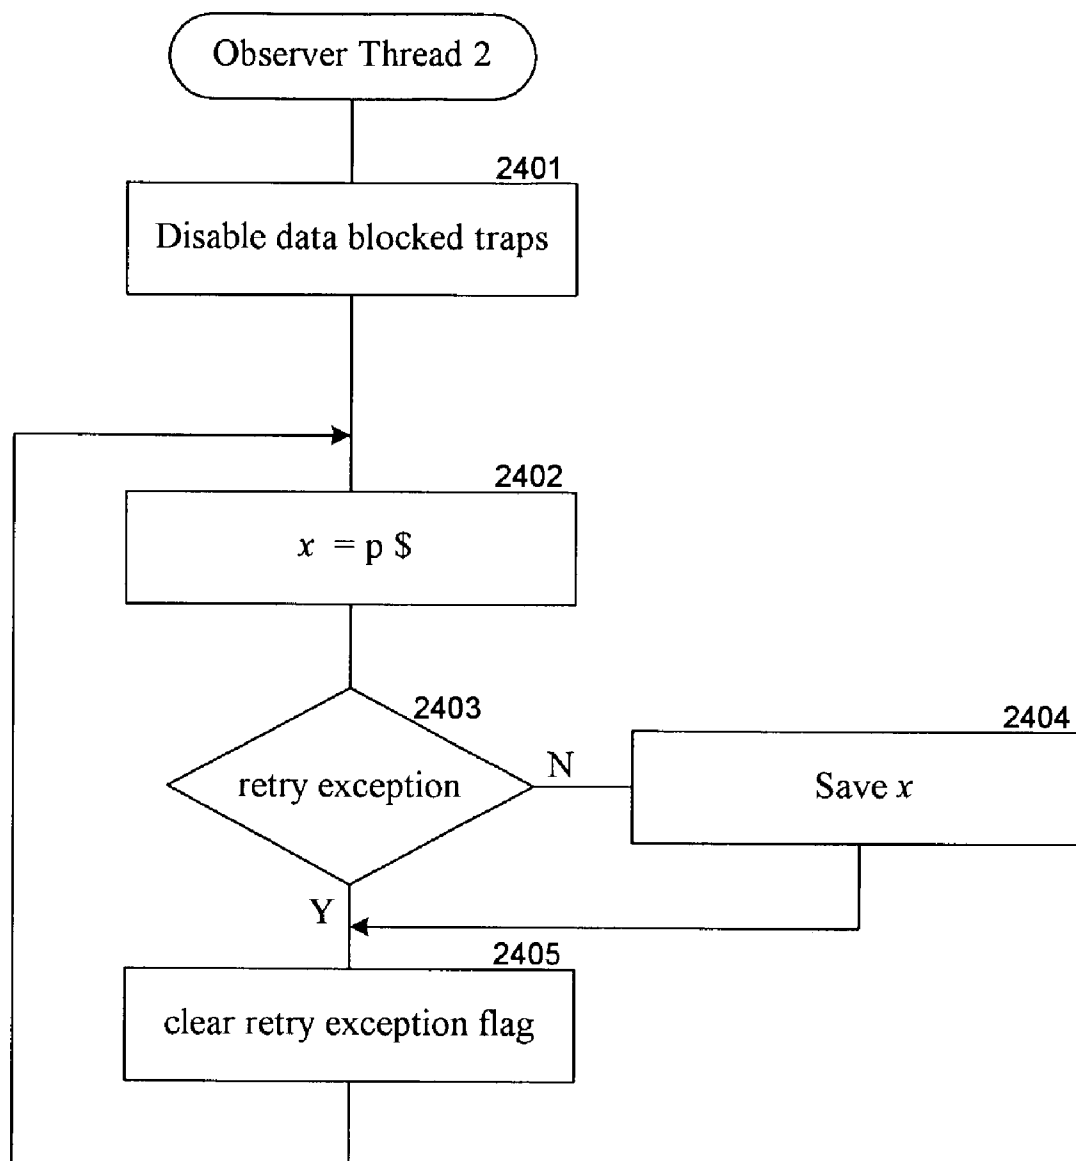 Observer Thread 2
2401
Disable data blocked traps
2402
x = p $
2403
retry exception
N
2404
Save x
Y
2405
clear retry exception flag